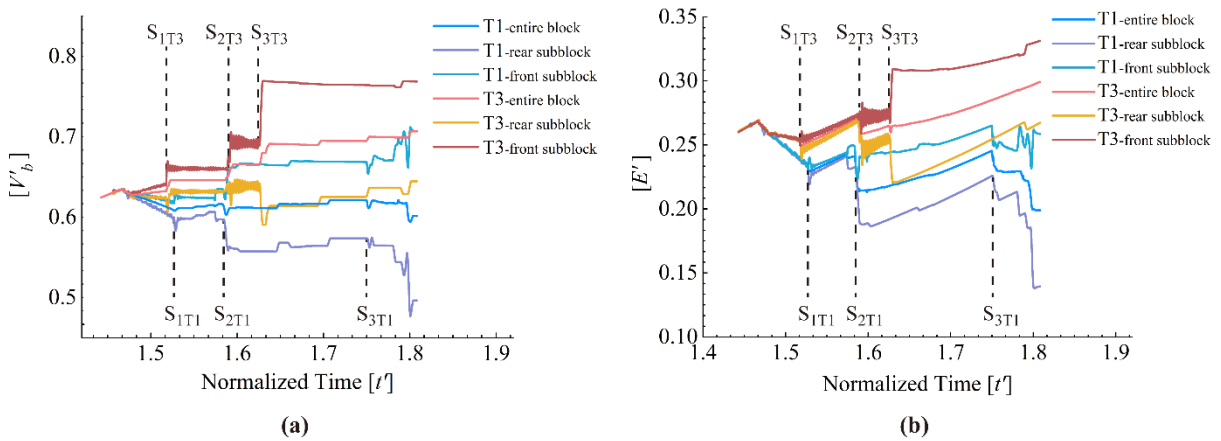 S1T3 S2T3 S3T3
T1-entire block
T1-rear subblock
T1-front subblock
T3-entire block
T3-rear subblock
T3-front subblock
0.8
0.7
0.6
0.5
[V'b]
S1T1 S2T1 S3T1
1.5 1.6 1.7 1.8 1.9
Normalized Time [t']
(a)
S1T3 S2T3 S3T3
T1-entire block
T1-rear subblock
T1-front subblock
T3-entire block
T3-rear subblock
T3-front subblock
0.35
0.30
0.25
0.20
0.15
0.10
[E']
S1T1 S2T1 S3T1
1.4 1.5 1.6 1.7 1.8 1.9
Normalized Time [t']
(b)